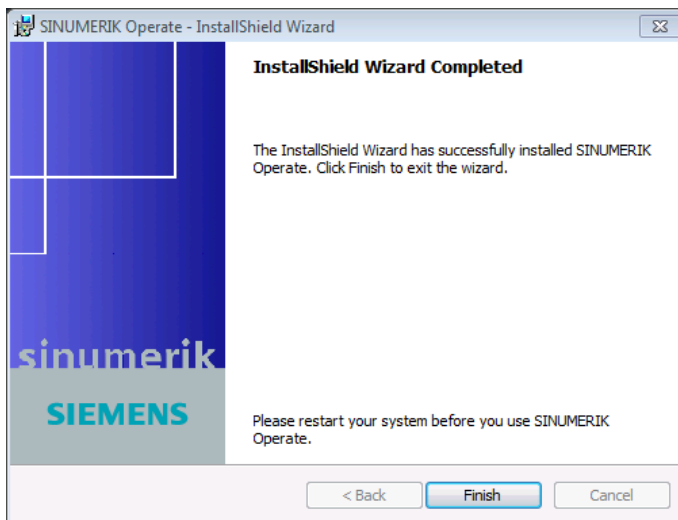 SINUMERIK Operate - InstallShield Wizard
InstallShield Wizard Completed
The InstallShield Wizard has successfully installed SINUMERIK
Operate. Click Finish to exit the wizard.
sinumerik
SIEMENS
Please restart your system before you use SINUMERIK
Operate.
< Back Finish Cancel